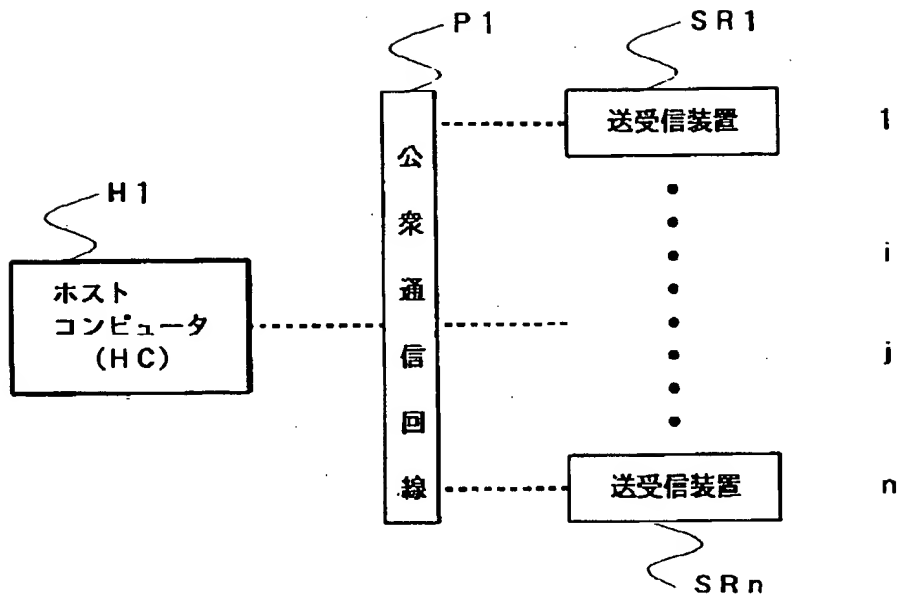 P1
SR1
送受信装置
1
H1
公衆通信回線
i
ホスト
コンピュータ
(HC)
j
送受信装置
n
SRn